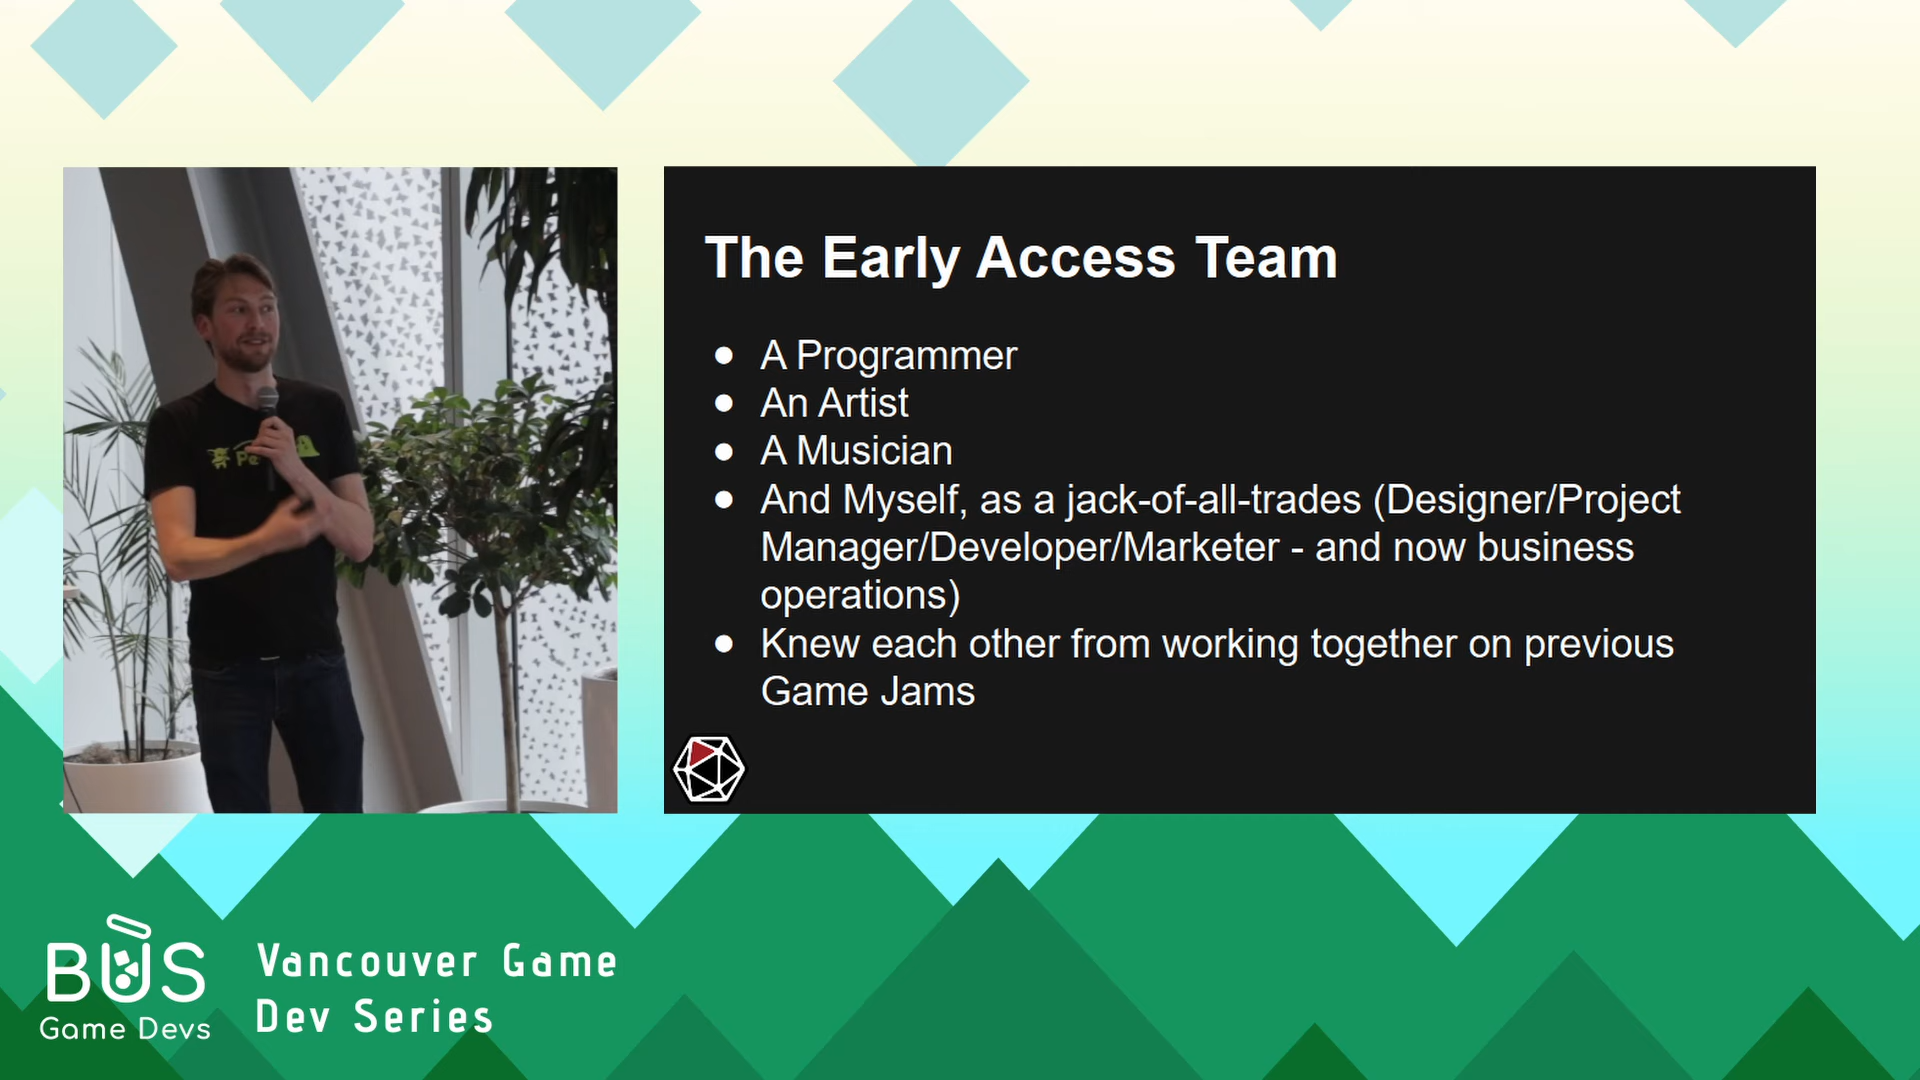 The Early Access Team
● A Programmer
● An Artist
● A Musician
● And Myself, as a jack-of-all-trades (Designer/Project
Manager/Developer/Marketer - and now business
operations)
● Knew each other from working together on previous
Game Jams
BUS
Game Devs
Vancouver Game
Dev Series